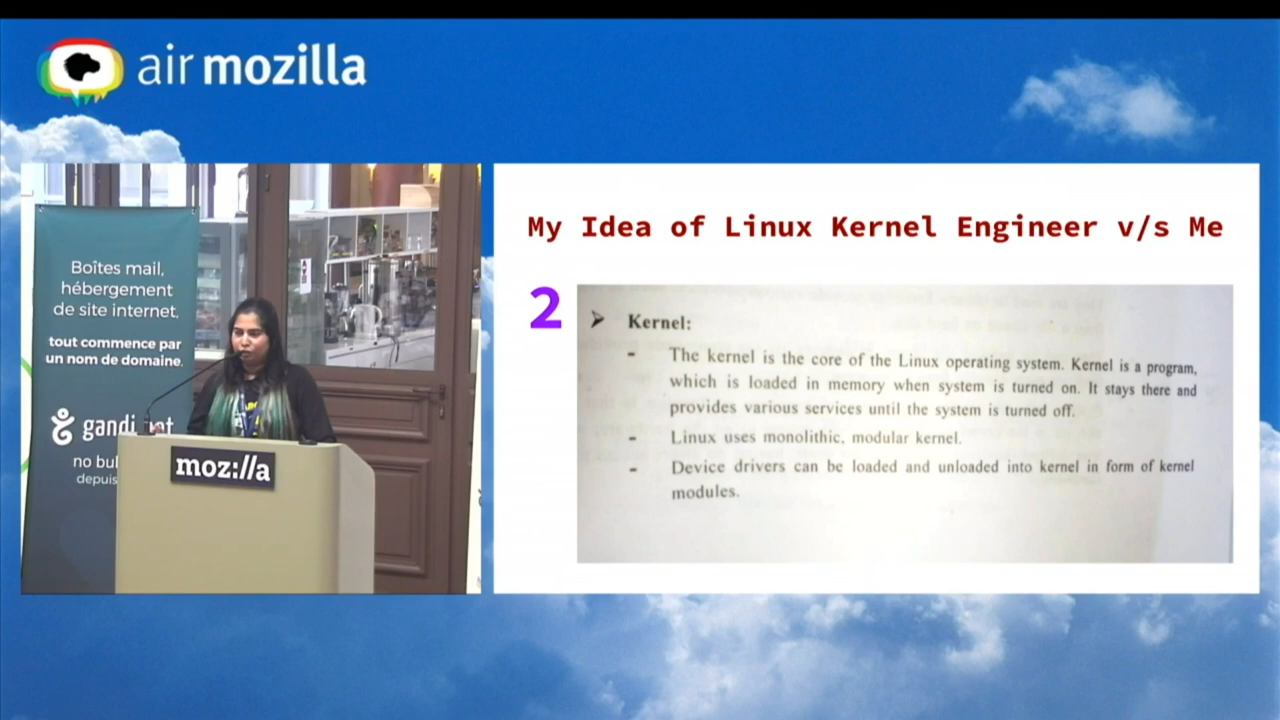 air mozilla
Boîtes mail,
hébergement
de site internet,
tout commence par
un nom de domaine.
gandi
no bul
depuis
moz://a
My Idea of Linux Kernel Engineer v/s Me
2
➤ Kernel:
- The kernel is the core of the Linux operating system. Kernel is a program,
which is loaded in memory when system is turned on. It stays there and
provides various services until the system is turned off.
- Linux uses monolithic, modular kernel.
- Device drivers can be loaded and unloaded into kernel in form of kernel
modules.